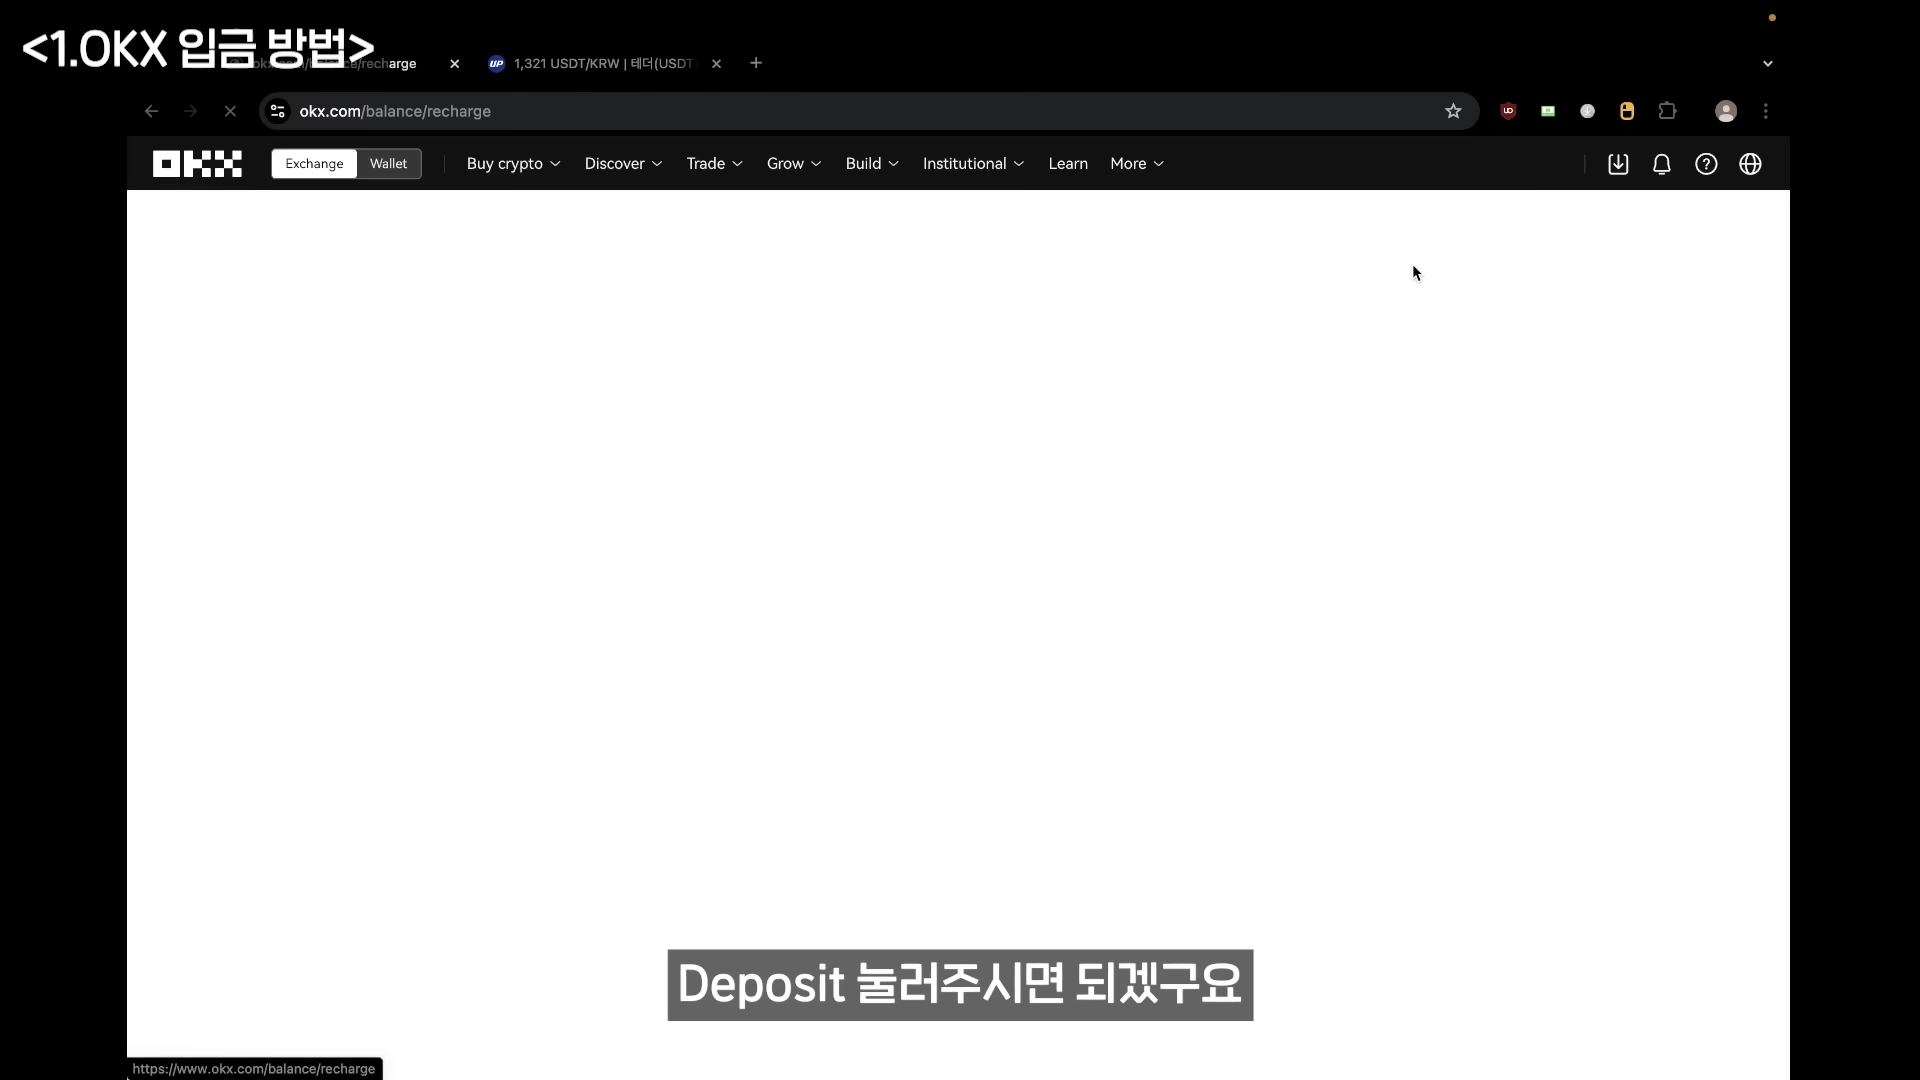 <1.OKX 입금 방법>
recharge
1,321 USDT/KRW | 테더(USDT
okx.com/balance/recharge
OKX
Exchange
Wallet
Buy crypto
Discover
Trade
Grow
Build
Institutional
Learn
More
Deposit 눌러주시면 되겠구요
https://www.okx.com/balance/recharge